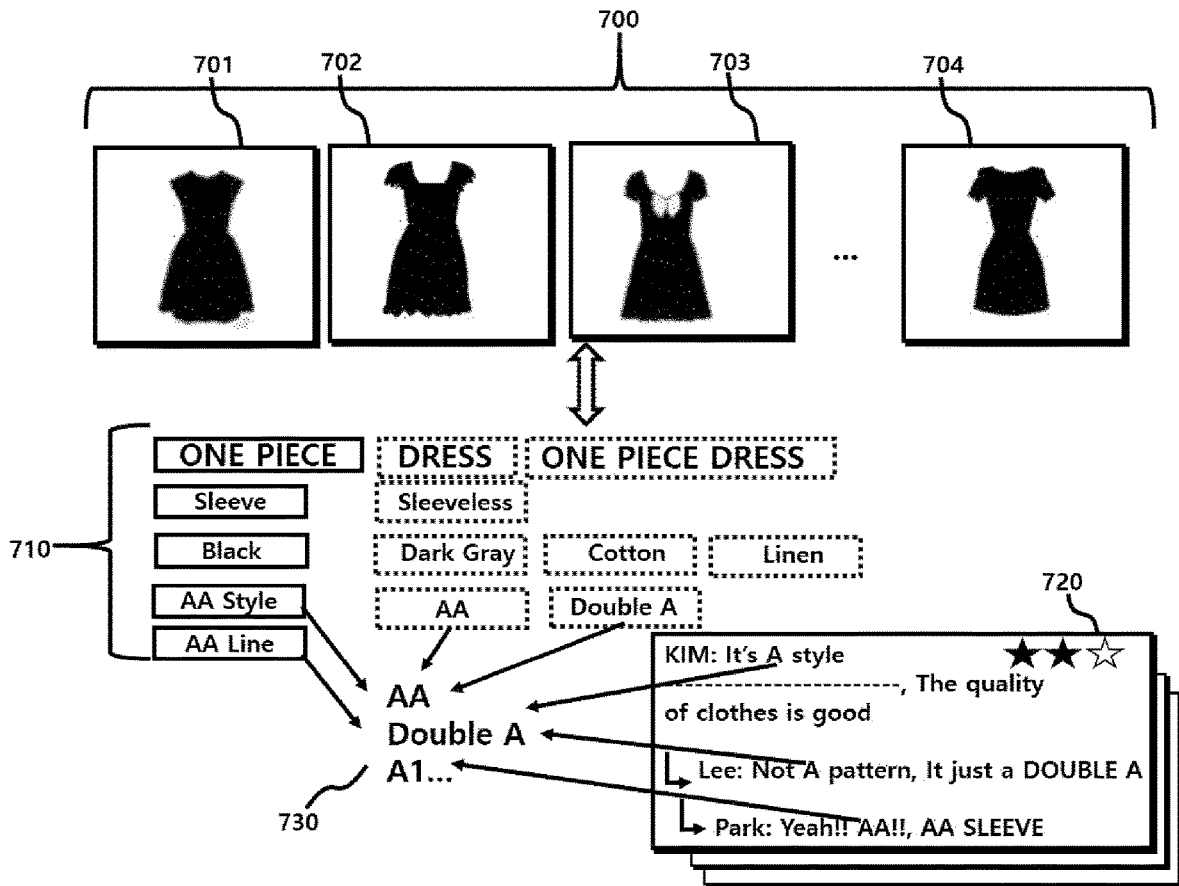 700
701 702 703 704
...
ONE PIECE DRESS ONE PIECE DRESS
Sleeve Sleeveless
710 Black Dark Gray Cotton Linen
AA Style AA Double A 720
AA Line
KIM: It's A style
--------------------, The quality
of clothes is good
Lee: Not A pattern, It just a DOUBLE A
Park: Yeah!! AA!!, AA SLEEVE
AA
Double A
A1...
730